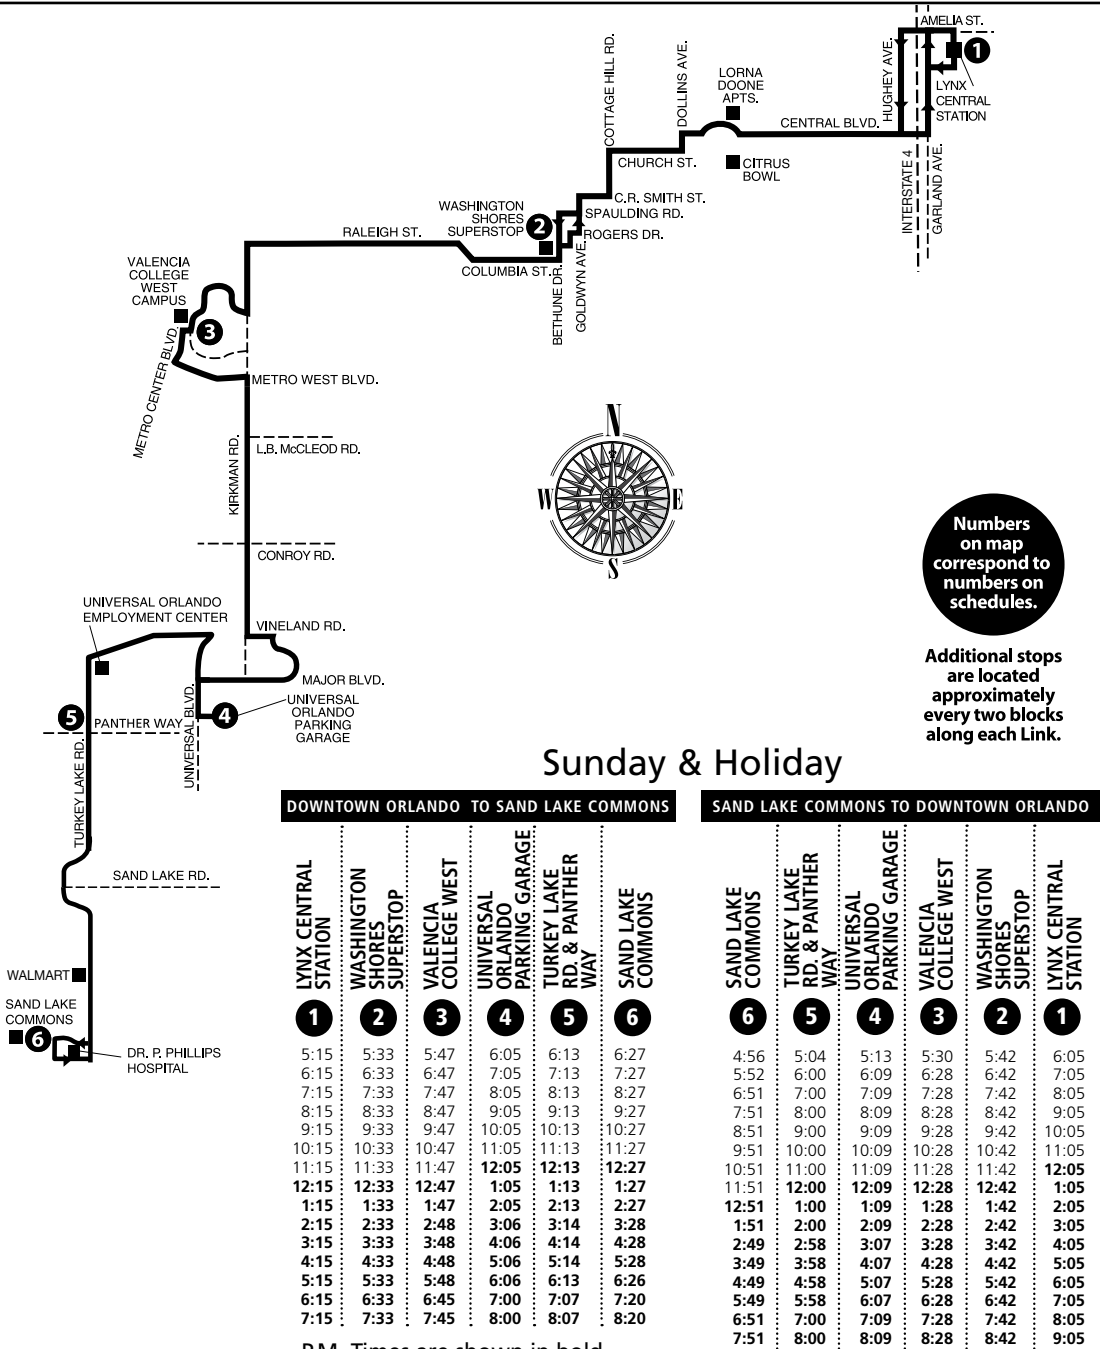 AMELIA ST.
HUGHEY AVE.
1
LYNX
CENTRAL
STATION
INTERSTATE 4
GARLAND AVE.
CENTRAL BLVD.
LORNA
DOONE
APTS.
CITRUS
BOWL
DOLLINS AVE.
COTTAGE HILL RD.
CHURCH ST.
C.R. SMITH ST.
SPAULDING RD.
ROGERS DR.
WASHINGTON
SHORES
SUPERSTOP
2
BETHUNE DR.
GOLDWYN AVE.
COLUMBIA ST.
RALEIGH ST.
VALENCIA
COLLEGE
WEST
CAMPUS
3
METRO CENTER BLVD.
METRO WEST BLVD.
KIRKMAN RD.
L.B. McCLEOD RD.
CONROY RD.
N
W
E
S
Numbers
on map
correspond to
numbers on
schedules.
Additional stops
are located
approximately
every two blocks
along each Link.
UNIVERSAL ORLANDO
EMPLOYMENT CENTER
VINELAND RD.
MAJOR BLVD.
UNIVERSAL BLVD.
4
UNIVERSAL
ORLANDO
PARKING
GARAGE
5
PANTHER WAY
TURKEY LAKE RD.
SAND LAKE RD.
WALMART
SAND LAKE
COMMONS
6
DR. P. PHILLIPS
HOSPITAL
Sunday & Holiday
DOWNTOWN ORLANDO TO SAND LAKE COMMONS
LYNX CENTRAL
STATION
WASHINGTON
SHORES
SUPERSTOP
VALENCIA
COLLEGE WEST
UNIVERSAL
ORLANDO
PARKING GARAGE
TURKEY LAKE
RD. & PANTHER
WAY
SAND LAKE
COMMONS
1 2 3 4 5 6
5:15 5:33 5:47 6:05 6:13 6:27
6:15 6:33 6:47 7:05 7:13 7:27
7:15 7:33 7:47 8:05 8:13 8:27
8:15 8:33 8:47 9:05 9:13 9:27
9:15 9:33 9:47 10:05 10:13 10:27
10:15 10:33 10:47 11:05 11:13 11:27
11:15 11:33 11:47 12:05 12:13 12:27
12:15 12:33 12:47 1:05 1:13 1:27
1:15 1:33 1:47 2:05 2:13 2:27
2:15 2:33 2:48 3:06 3:14 3:28
3:15 3:33 3:48 4:06 4:14 4:28
4:15 4:33 4:48 5:06 5:14 5:28
5:15 5:33 5:48 6:06 6:13 6:26
6:15 6:33 6:45 7:00 7:07 7:20
7:15 7:33 7:45 8:00 8:07 8:20
P.M. Times are shown in bold
SAND LAKE COMMONS TO DOWNTOWN ORLANDO
SAND LAKE
COMMONS
TURKEY LAKE
RD. & PANTHER
WAY
UNIVERSAL
ORLANDO
PARKING GARAGE
VALENCIA
COLLEGE WEST
WASHINGTON
SHORES
SUPERSTOP
LYNX CENTRAL
STATION
6 5 4 3 2 1
4:56 5:04 5:13 5:30 5:42 6:05
5:52 6:00 6:09 6:28 6:42 7:05
6:51 7:00 7:09 7:28 7:42 8:05
7:51 8:00 8:09 8:28 8:42 9:05
8:51 9:00 9:09 9:28 9:42 10:05
9:51 10:00 10:09 10:28 10:42 11:05
10:51 11:00 11:09 11:28 11:42 12:05
11:51 12:00 12:09 12:28 12:42 1:05
12:51 1:00 1:09 1:28 1:42 2:05
1:51 2:00 2:09 2:28 2:42 3:05
2:49 2:58 3:07 3:28 3:42 4:05
3:49 3:58 4:07 4:28 4:42 5:05
4:49 4:58 5:07 5:28 5:42 6:05
5:49 5:58 6:07 6:28 6:42 7:05
6:51 7:00 7:09 7:28 7:42 8:05
7:51 8:00 8:09 8:28 8:42 9:05